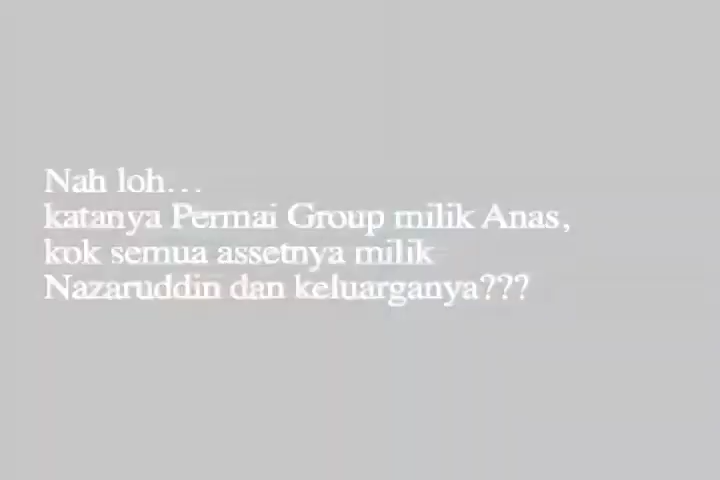 Nah loh...
katanya Permai Group milik Anas,
kok semua assetnya milik
Nazaruddin dan keluarganya???